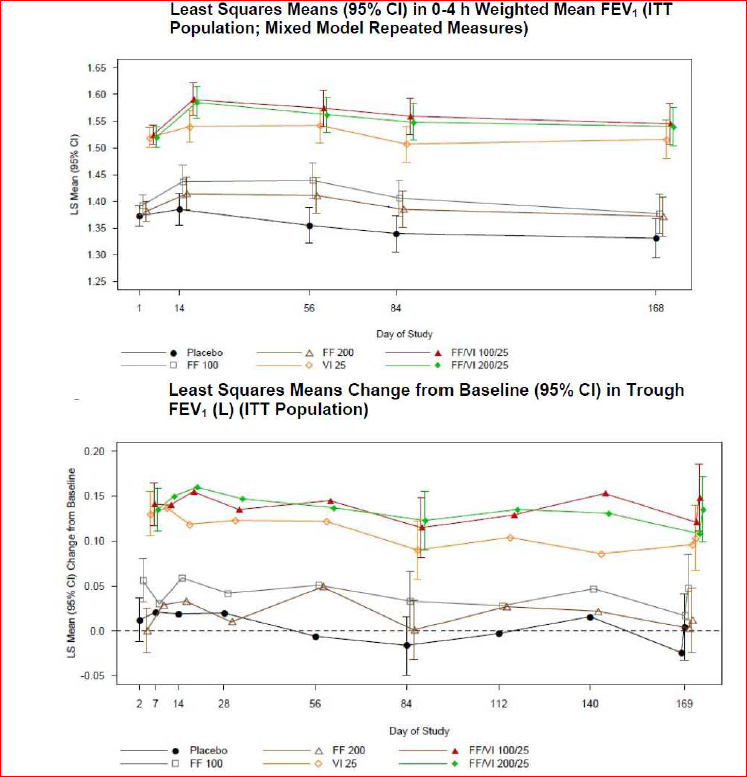 Least Squares Means (95% CI) in 0-4 h Weighted Mean FEV₁ (ITT
Population; Mixed Model Repeated Measures)
LS Mean (95% CI)
1.65
1.60
1.55
1.50
1.45
1.40
1.35
1.30
1.25
1 14 56 84 168
Day of Study
Placebo FF 200 FF/VI 100/25
FF 100 VI 25 FF/VI 200/25
Least Squares Means Change from Baseline (95% CI) in Trough
FEV₁ (L) (ITT Population)
LS Mean (95% CI) Change from Baseline
0.20
0.15
0.10
0.05
0.0
-0.05
2 7 14 28 56 84 112 140 169
Day of Study
Placebo FF 200 FF/VI 100/25
FF 100 VI 25 FF/VI 200/25